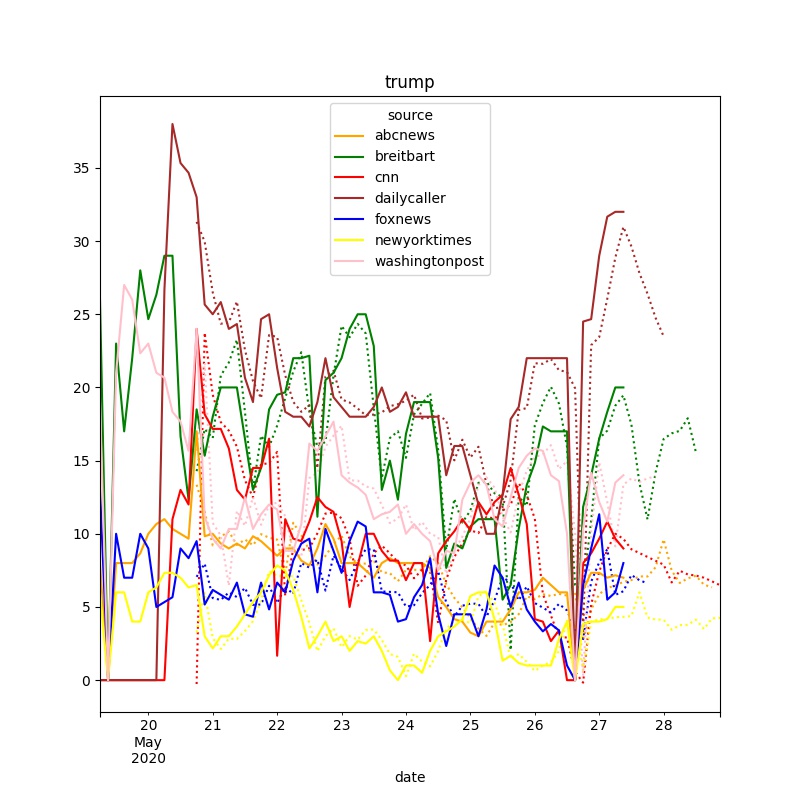 trump
source
abcnews
breitbart
cnn
dailycaller
foxnews
newyorktimes
washingtonpost
35
30
25
20
15
10
5
0
20 21 22 23 24 25 26 27 28
May
2020
date